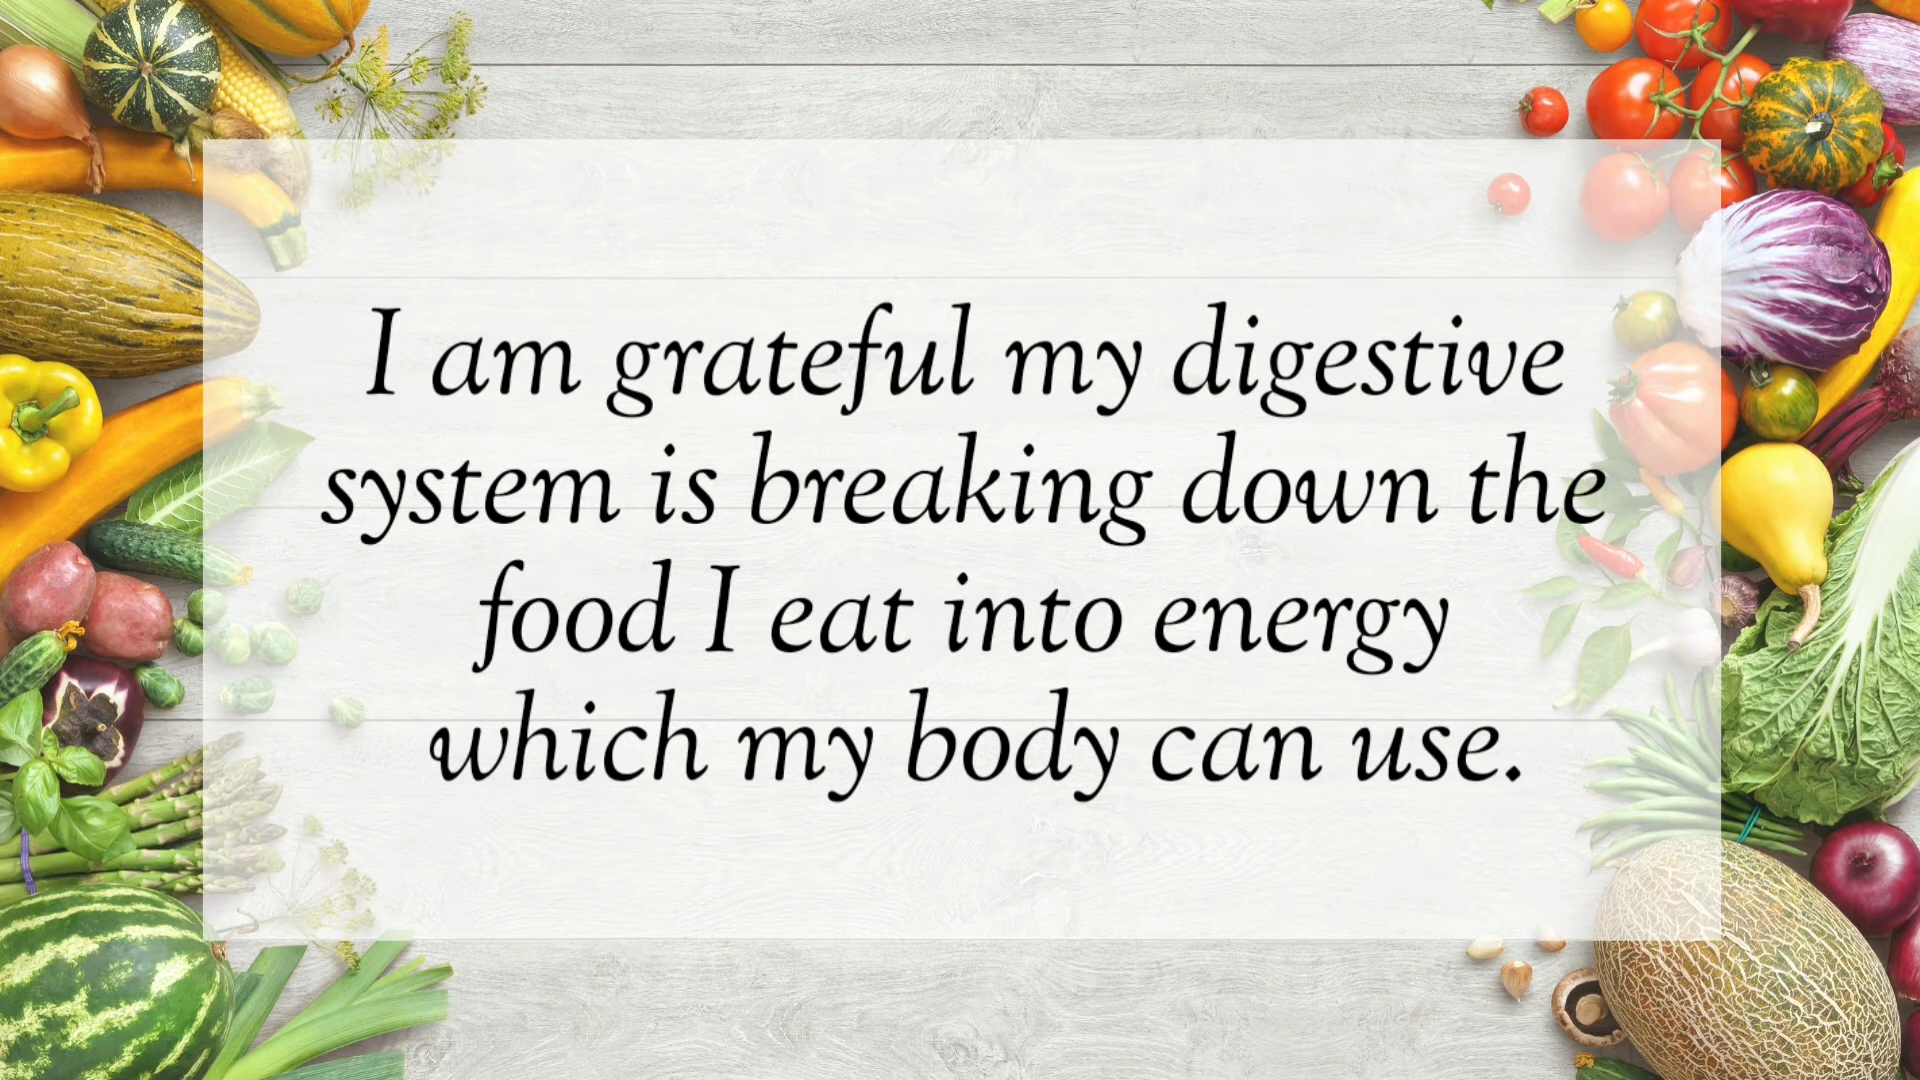 I am grateful my digestive
system is breaking down the
food I eat into energy
which my body can use.